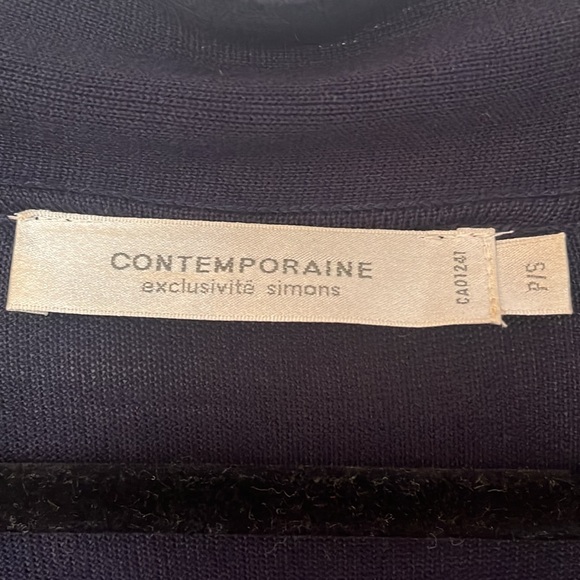 CONTEMPORAINE
exclusivité simons
CA01241
P/S